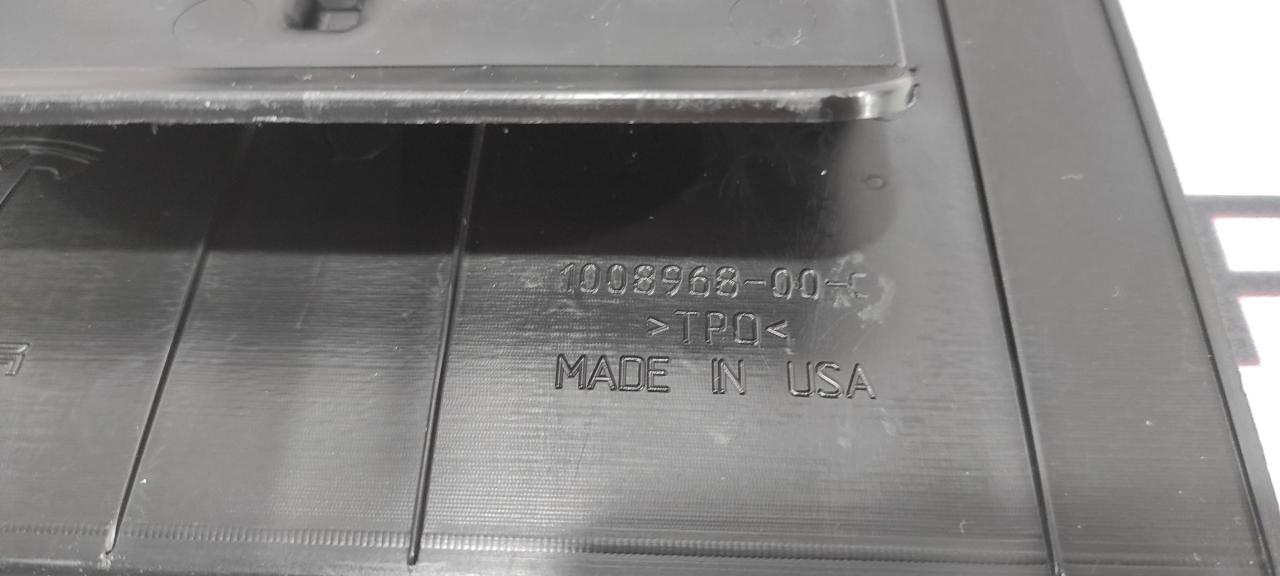 1008968-00-C
>TPO<
MADE IN USA